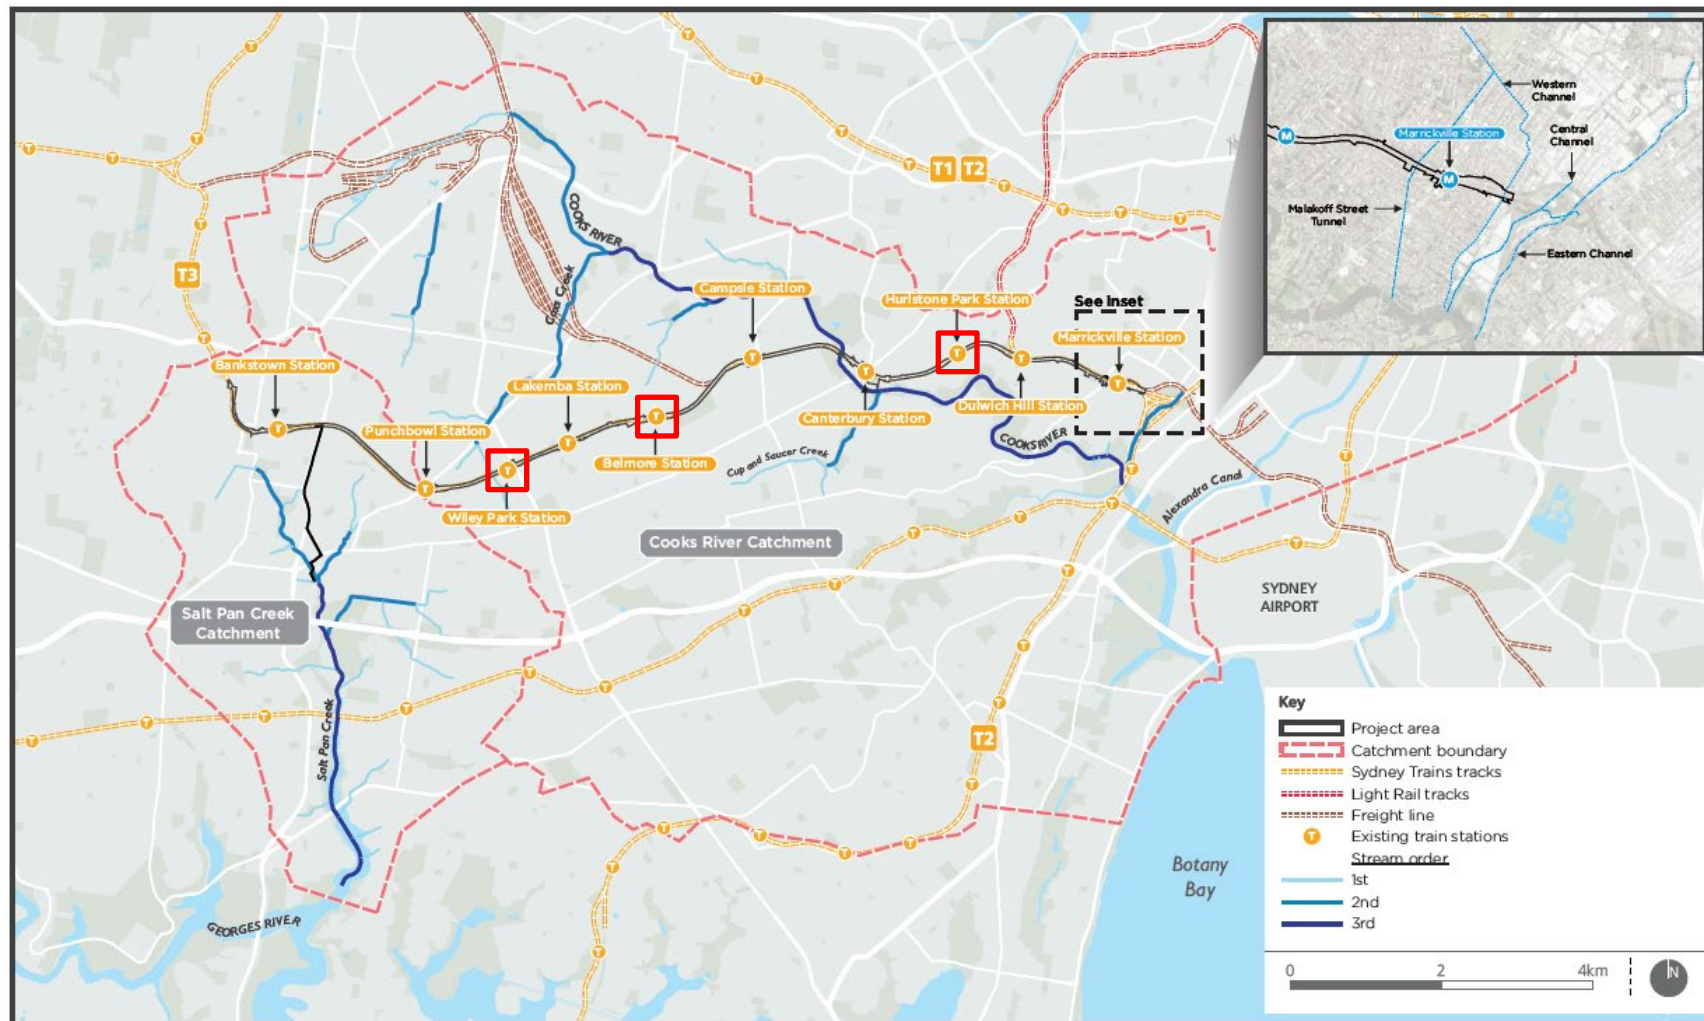 Western
Channel
Central
Channel
Marrickville Station
M
M
Malakoff Street
Tunnel
Eastern Channel
T1 T2
COOKS RIVER
T3
Coxs Creek
Campsie Station
Hurlstone Park Station
See Inset
Marrickville Station
Bankstown Station
Lakemba Station
Punchbowl Station
Canterbury Station
Dulwich Hill Station
COOKS RIVER
Belmore Station
Cup and Saucer Creek
Wiley Park Station
Alexandra Canal
Cooks River Catchment
SYDNEY
AIRPORT
Salt Pan Creek
Catchment
Salt Pan Creek
T2
Botany
Bay
GEORGES RIVER
Key
Project area
Catchment boundary
Sydney Trains tracks
Light Rail tracks
Freight line
T Existing train stations
Stream order
1st
2nd
3rd
0 2 4km
N